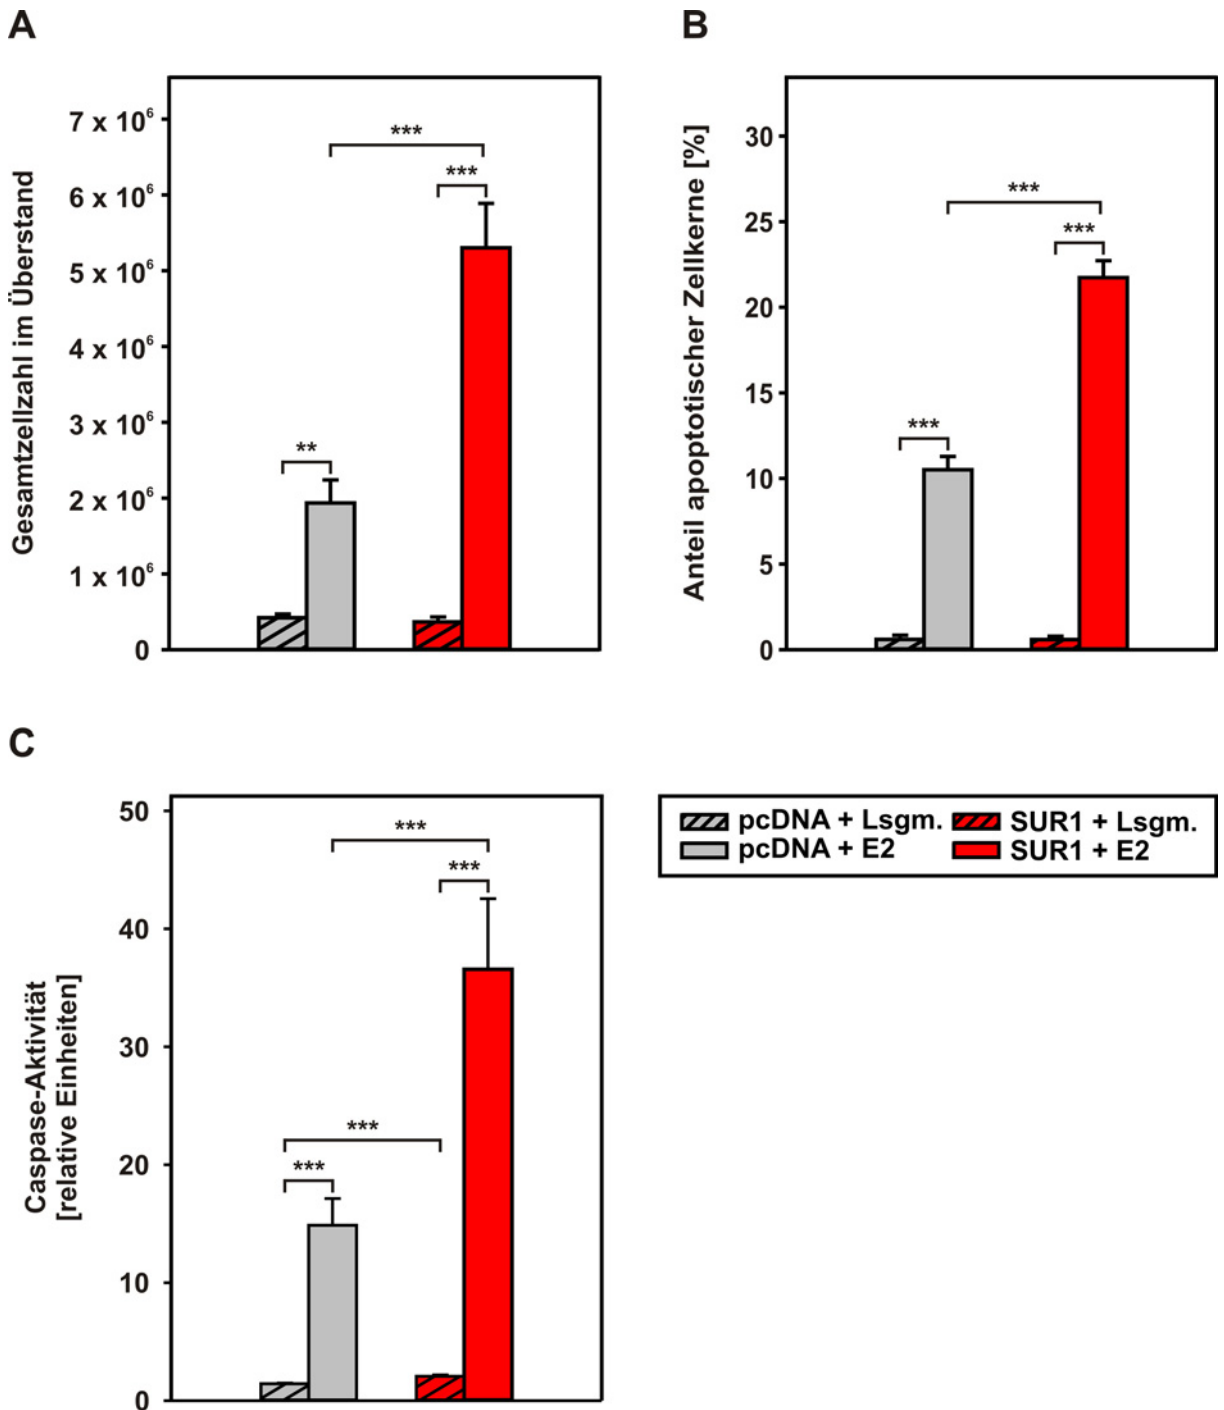 A
Gesamtzellzahl im Überstand
7 x 10⁶
6 x 10⁶
5 x 10⁶
4 x 10⁶
3 x 10⁶
2 x 10⁶
1 x 10⁶
0
***
***
**
B
Anteil apoptotischer Zellkerne [%]
30
25
20
15
10
5
0
***
***
***
C
Caspase-Aktivität
[relative Einheiten]
50
40
30
20
10
0
***
***
***
***
pcDNA + Lsgm.
SUR1 + Lsgm.
pcDNA + E2
SUR1 + E2